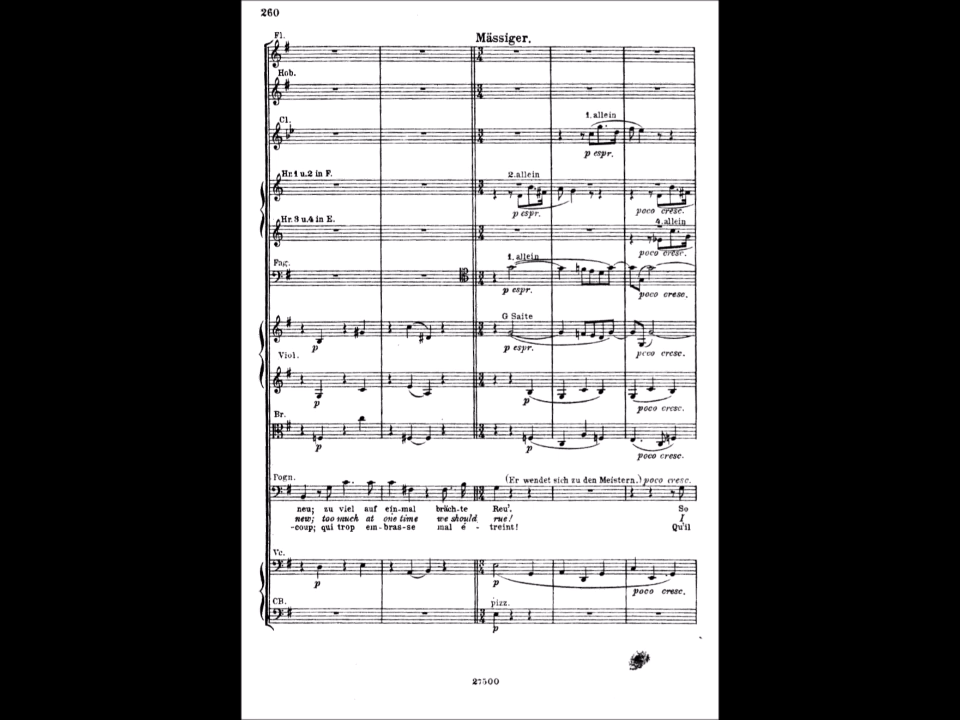 260
Mässiger.
Fl.
Hob.
Cl.
1. allein
p espr.
Hr. 1 u. 2 in F.
2. allein
p espr.
poco cresc.
Hr. 3 u. 4 in E.
4. allein
poco cresc.
Fag.
1. allein
p espr.
poco cresc.
G Saite
p
p espr.
poco cresc.
Viol.
p
p
poco cresc.
Br.
p
p
poco cresc.
Pogn.
(Er wendet sich zu den Meistern.) poco cresc.
neu; zu viel auf ein-mal brächte Reu'. So
new; too much at one time we should rue! I
-coup; qui trop em-bras-se mal é - treint! Qu'il
Vc.
p
p
poco cresc.
CB.
pizz.
p
27500